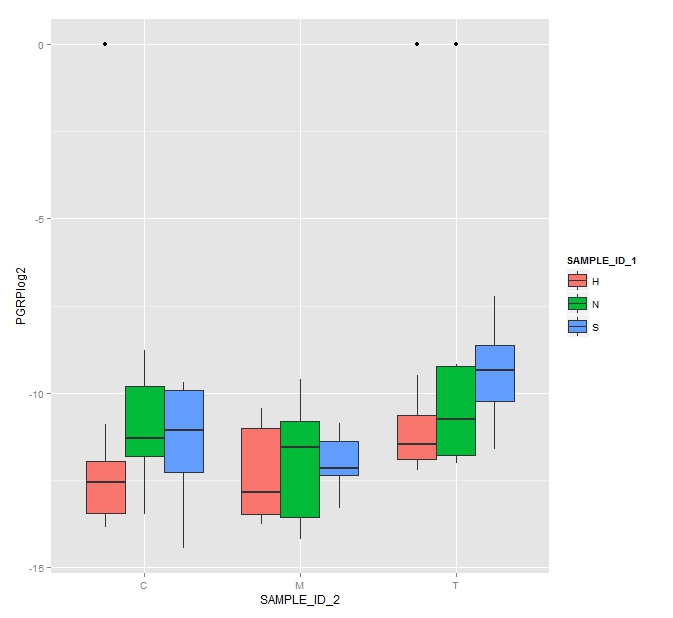 0
-5
-10
-15
PGRPlog2
C
M
T
SAMPLE_ID_2
SAMPLE_ID_1
H
N
S